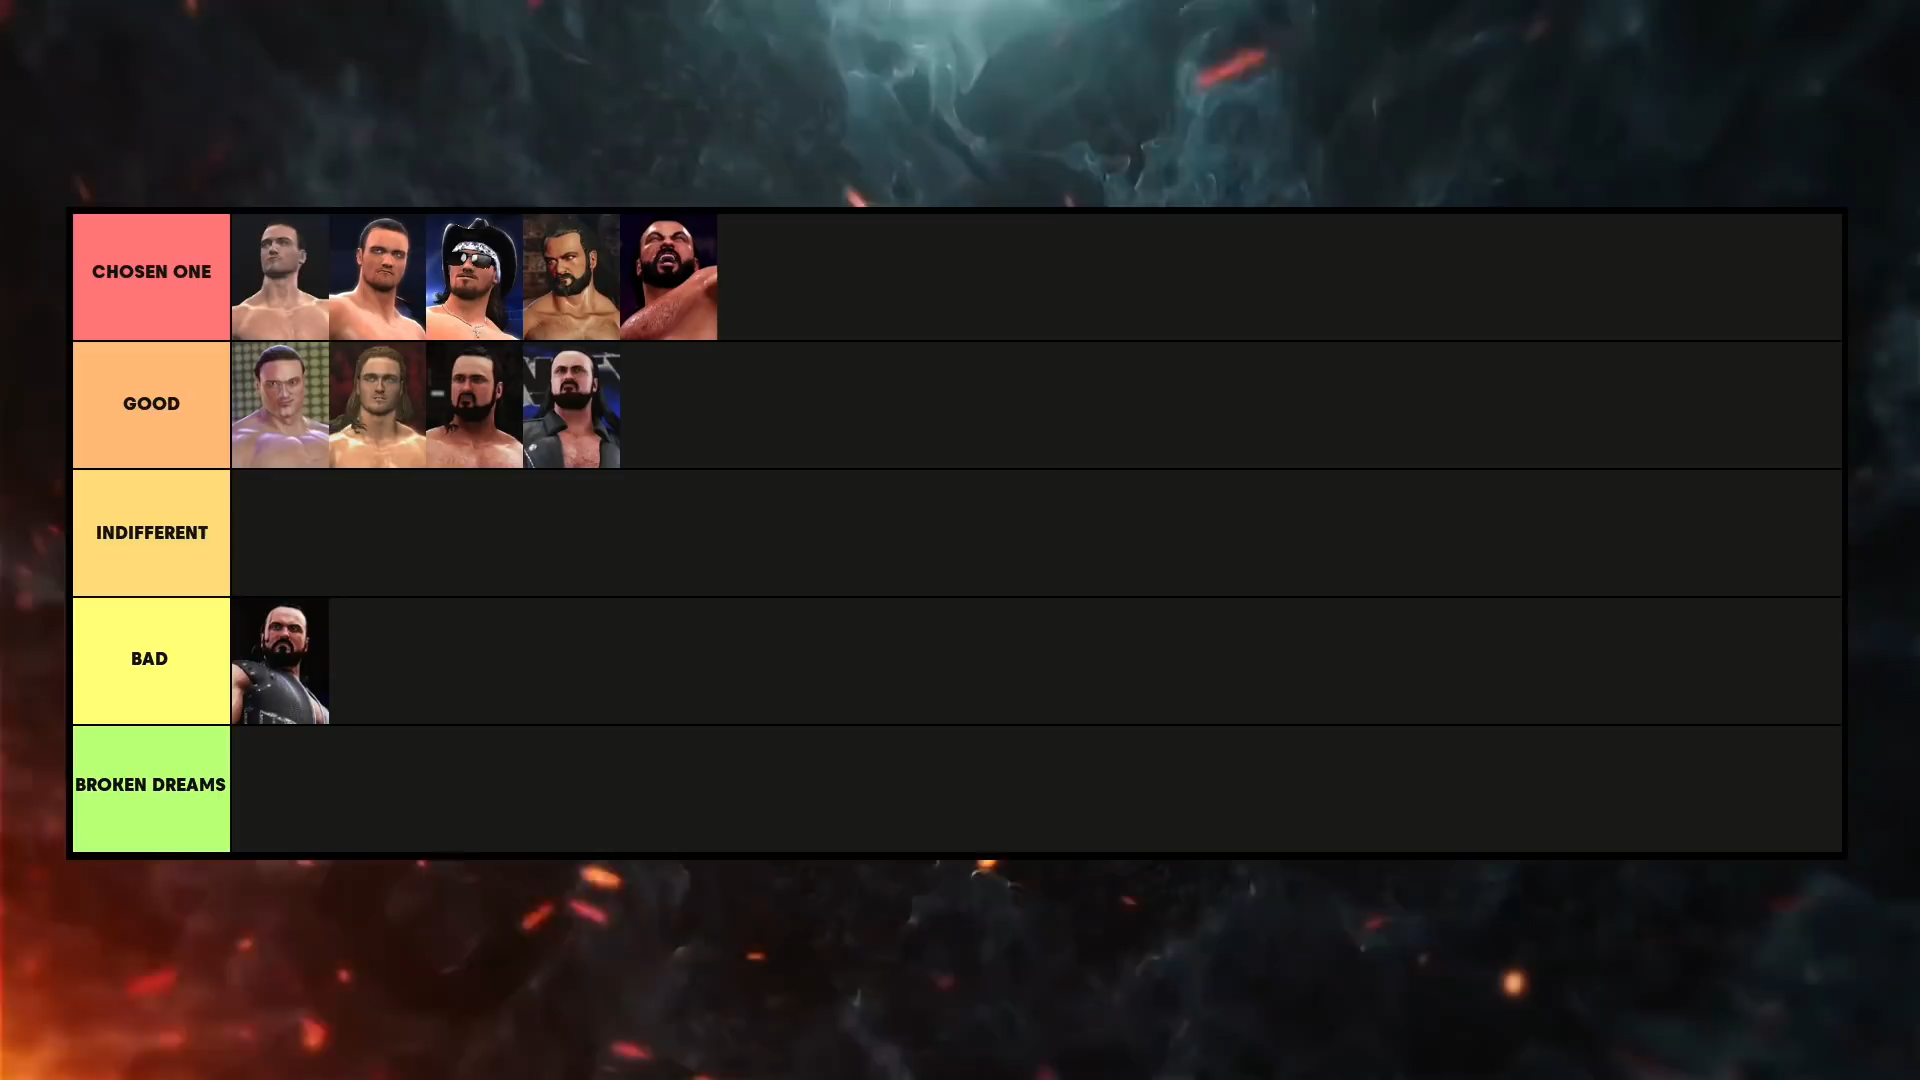 CHOSEN ONE
GOOD
INDIFFERENT
BAD
BROKEN DREAMS